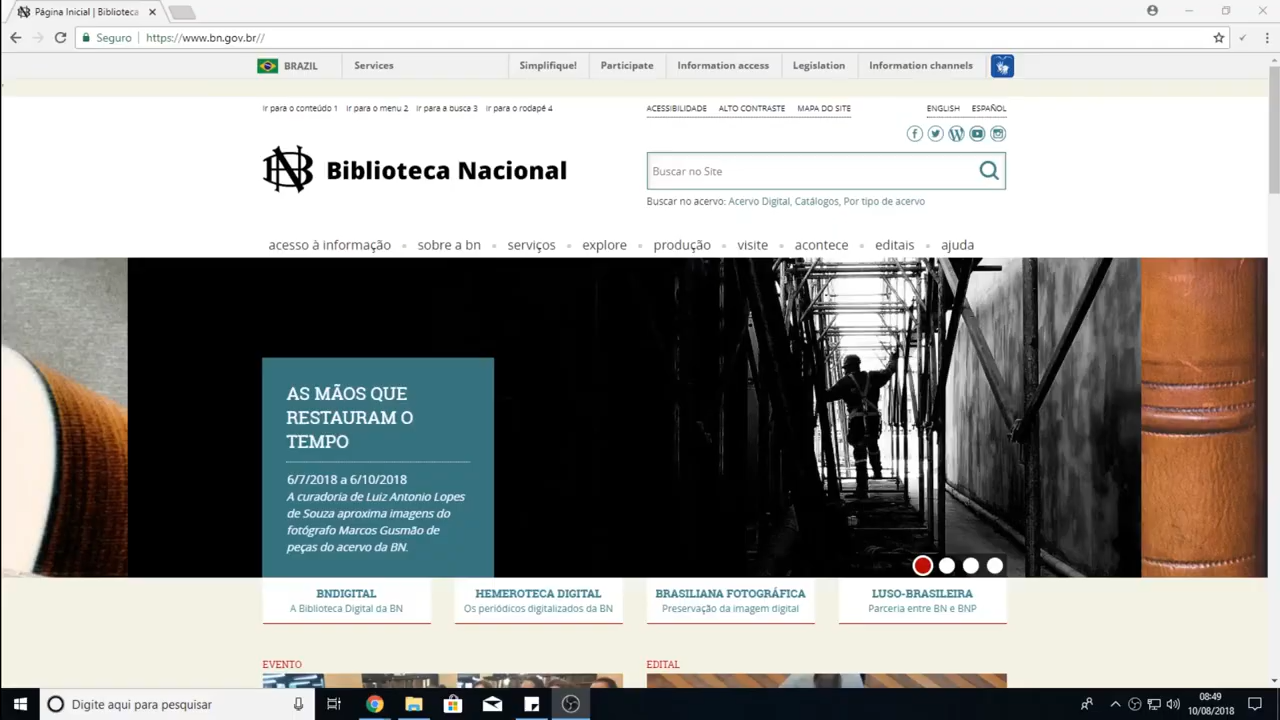 Página Inicial | Biblioteca
Seguro https://www.bn.gov.br//
BRAZIL Services Simplifique! Participate Information access Legislation Information channels
Ir para o conteúdo 1 Ir para o menu 2 Ir para a busca 3 Ir para o rodapé 4 ACESSIBILIDADE ALTO CONTRASTE MAPA DO SITE ENGLISH ESPAÑOL
Biblioteca Nacional
Buscar no Site
Buscar no acervo: Acervo Digital, Catálogos, Por tipo de acervo
acesso à informação sobre a bn serviços explore produção visite acontece editais ajuda
AS MÃOS QUE
RESTAURAM O
TEMPO
6/7/2018 a 6/10/2018
A curadoria de Luiz Antonio Lopes
de Souza aproxima imagens do
fotógrafo Marcos Gusmão de
peças do acervo da BN.
BNDIGITAL HEMEROTECA DIGITAL BRASILIANA FOTOGRÁFICA LUSO-BRASILEIRA
A Biblioteca Digital da BN Os periódicos digitalizados da BN Preservação da imagem digital Parceria entre BN e BNP
EVENTO EDITAL
Digite aqui para pesquisar
08:49
10/08/2018